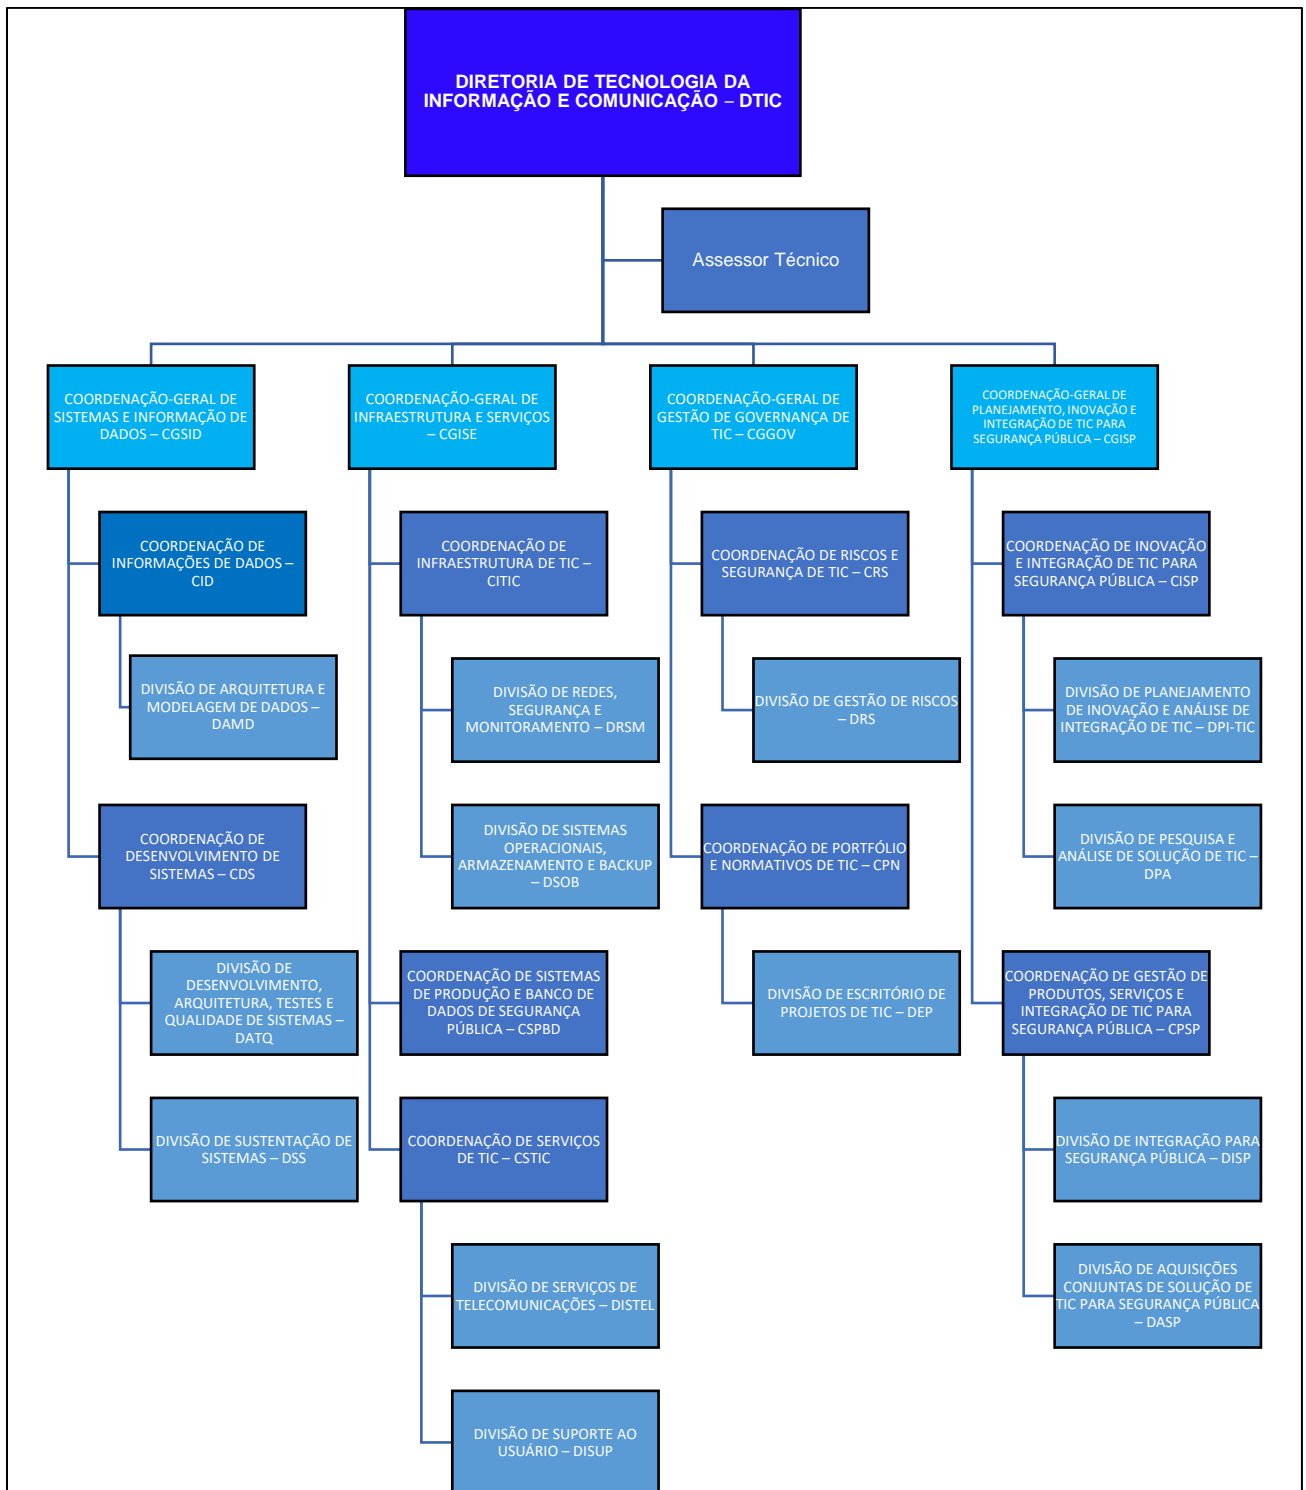 DIRETORIA DE TECNOLOGIA DA
INFORMAÇÃO E COMUNICAÇÃO – DTIC
Assessor Técnico
COORDENAÇÃO-GERAL DE
SISTEMAS E INFORMAÇÃO DE
DADOS – CGSID
COORDENAÇÃO DE
INFORMAÇÕES DE DADOS –
CID
DIVISÃO DE ARQUITETURA E
MODELAGEM DE DADOS –
DAMD
COORDENAÇÃO DE
DESENVOLVIMENTO DE
SISTEMAS – CDS
DIVISÃO DE
DESENVOLVIMENTO,
ARQUITETURA, TESTES E
QUALIDADE DE SISTEMAS –
DATQ
DIVISÃO DE SUSTENTAÇÃO DE
SISTEMAS – DSS
COORDENAÇÃO-GERAL DE
INFRAESTRUTURA E SERVIÇOS
– CGISE
COORDENAÇÃO DE
INFRAESTRUTURA DE TIC –
CITIC
DIVISÃO DE REDES,
SEGURANÇA E
MONITORAMENTO – DRSM
DIVISÃO DE SISTEMAS
OPERACIONAIS,
ARMAZENAMENTO E BACKUP
– DSOB
COORDENAÇÃO DE SISTEMAS
DE PRODUÇÃO E BANCO DE
DADOS DE SEGURANÇA
PÚBLICA – CSPBD
COORDENAÇÃO DE SERVIÇOS
DE TIC – CSTIC
DIVISÃO DE SERVIÇOS DE
TELECOMUNICAÇÕES – DISTEL
DIVISÃO DE SUPORTE AO
USUÁRIO – DISUP
COORDENAÇÃO-GERAL DE
GESTÃO DE GOVERNANÇA DE
TIC – CGGOV
COORDENAÇÃO DE RISCOS E
SEGURANÇA DE TIC – CRS
DIVISÃO DE GESTÃO DE RISCOS
– DRS
COORDENAÇÃO DE PORTFÓLIO
E NORMATIVOS DE TIC – CPN
DIVISÃO DE ESCRITÓRIO DE
PROJETOS DE TIC – DEP
COORDENAÇÃO-GERAL DE
PLANEJAMENTO, INOVAÇÃO E
INTEGRAÇÃO DE TIC PARA
SEGURANÇA PÚBLICA – CGISP
COORDENAÇÃO DE INOVAÇÃO
E INTEGRAÇÃO DE TIC PARA
SEGURANÇA PÚBLICA – CISP
DIVISÃO DE PLANEJAMENTO
DE INOVAÇÃO E ANÁLISE DE
INTEGRAÇÃO DE TIC – DPI-TIC
DIVISÃO DE PESQUISA E
ANÁLISE DE SOLUÇÃO DE TIC –
DPA
COORDENAÇÃO DE GESTÃO DE
PRODUTOS, SERVIÇOS E
INTEGRAÇÃO DE TIC PARA
SEGURANÇA PÚBLICA – CPSP
DIVISÃO DE INTEGRAÇÃO PARA
SEGURANÇA PÚBLICA – DISP
DIVISÃO DE AQUISIÇÕES
CONJUNTAS DE SOLUÇÃO DE
TIC PARA SEGURANÇA PÚBLICA
– DASP